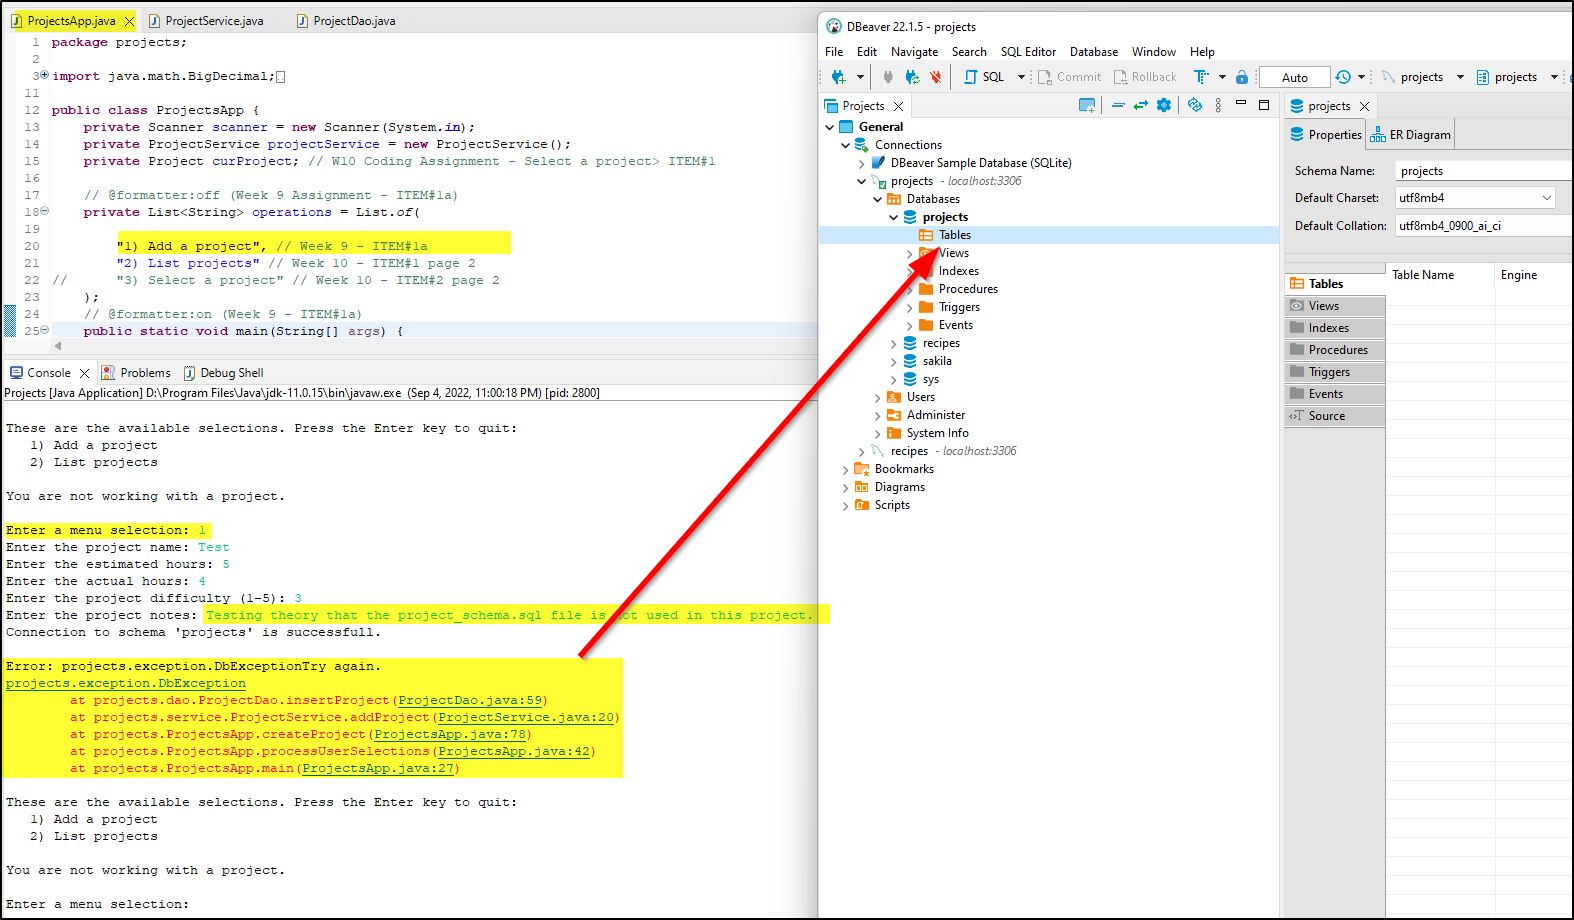 ProjectsApp.java
ProjectService.java
ProjectDao.java
1 package projects;
2
3 import java.math.BigDecimal;
11
12 public class ProjectsApp {
13 private Scanner scanner = new Scanner(System.in);
14 private ProjectService projectService = new ProjectService();
15 private Project curProject; // W10 Coding Assignment - Select a project> ITEM#1
16
17 // @formatter:off (Week 9 Assignment - ITEM#1a)
18 private List<String> operations = List.of(
19
20 "1) Add a project", // Week 9 - ITEM#1a
21 "2) List projects" // Week 10 - ITEM#1 page 2
22 // "3) Select a project" // Week 10 - ITEM#2 page 2
23 );
24 // @formatter:on (Week 9 - ITEM#1a)
25 public static void main(String[] args) {
Console
Problems
Debug Shell
Projects [Java Application] D:\Program Files\Java\jdk-11.0.15\bin\javaw.exe (Sep 4, 2022, 11:00:18 PM) [pid: 2800]
These are the available selections. Press the Enter key to quit:
1) Add a project
2) List projects
You are not working with a project.
Enter a menu selection: 1
Enter the project name: Test
Enter the estimated hours: 5
Enter the actual hours: 4
Enter the project difficulty (1-5): 3
Enter the project notes: Testing theory that the project_schema.sql file is not used in this project.
Connection to schema 'projects' is successfull.
Error: projects.exception.DbExceptionTry again.
projects.exception.DbException
at projects.dao.ProjectDao.insertProject(ProjectDao.java:59)
at projects.service.ProjectService.addProject(ProjectService.java:20)
at projects.ProjectsApp.createProject(ProjectsApp.java:78)
at projects.ProjectsApp.processUserSelections(ProjectsApp.java:42)
at projects.ProjectsApp.main(ProjectsApp.java:27)
These are the available selections. Press the Enter key to quit:
1) Add a project
2) List projects
You are not working with a project.
Enter a menu selection:
DBeaver 22.1.5 - projects
File Edit Navigate Search SQL Editor Database Window Help
SQL Commit Rollback Auto projects projects
Projects
General
Connections
DBeaver Sample Database (SQLite)
projects - localhost:3306
Databases
projects
Tables
Views
Indexes
Procedures
Triggers
Events
recipes
sakila
sys
Users
Administer
System Info
recipes - localhost:3306
Bookmarks
Diagrams
Scripts
projects
Properties
ER Diagram
Schema Name: projects
Default Charset: utf8mb4
Default Collation: utf8mb4_0900_ai_ci
Tables
Views
Indexes
Procedures
Triggers
Events
Source
Table Name
Engine